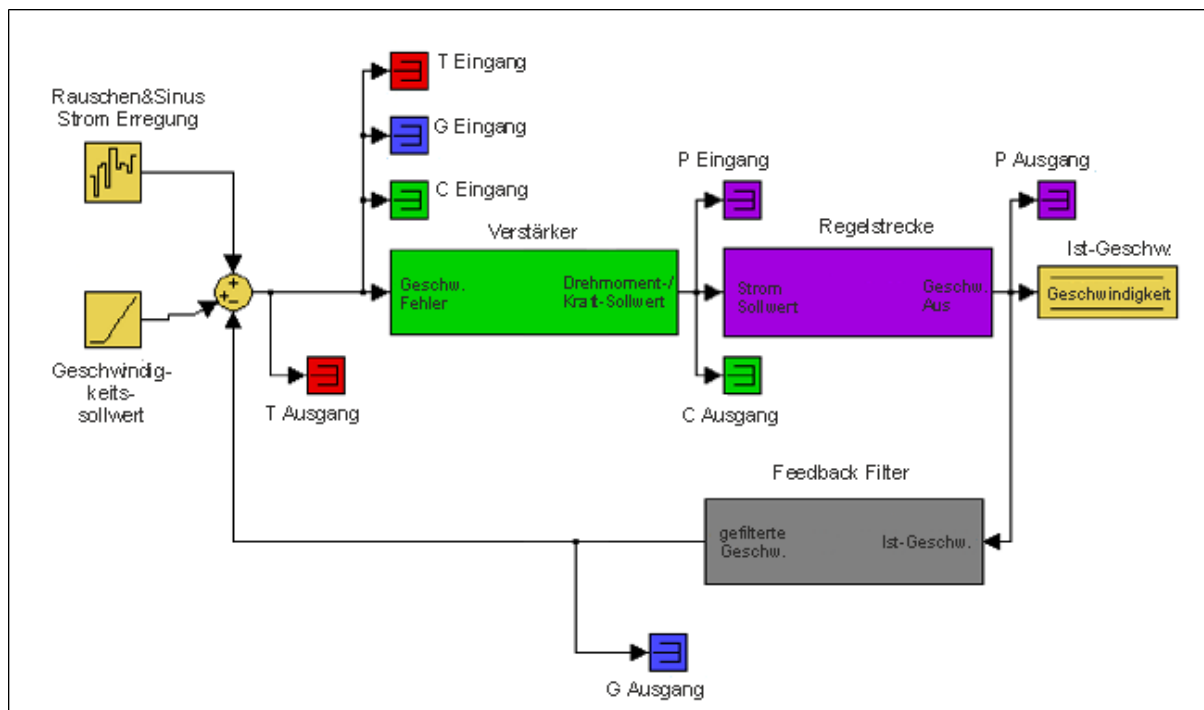 T Eingang
Rauschen&Sinus
Strom Erregung
G Eingang
C Eingang
P Eingang
P Ausgang
Verstärker
Regelstrecke
Ist-Geschw.
Geschw.
Fehler
Drehmoment-/
Kraft-Sollwert
Strom
Sollwert
Geschw.
Aus
Geschwindigkeit
Geschwindig-
keits-
sollwert
T Ausgang
C Ausgang
Feedback Filter
gefilterte
Geschw.
Ist-Geschw.
G Ausgang